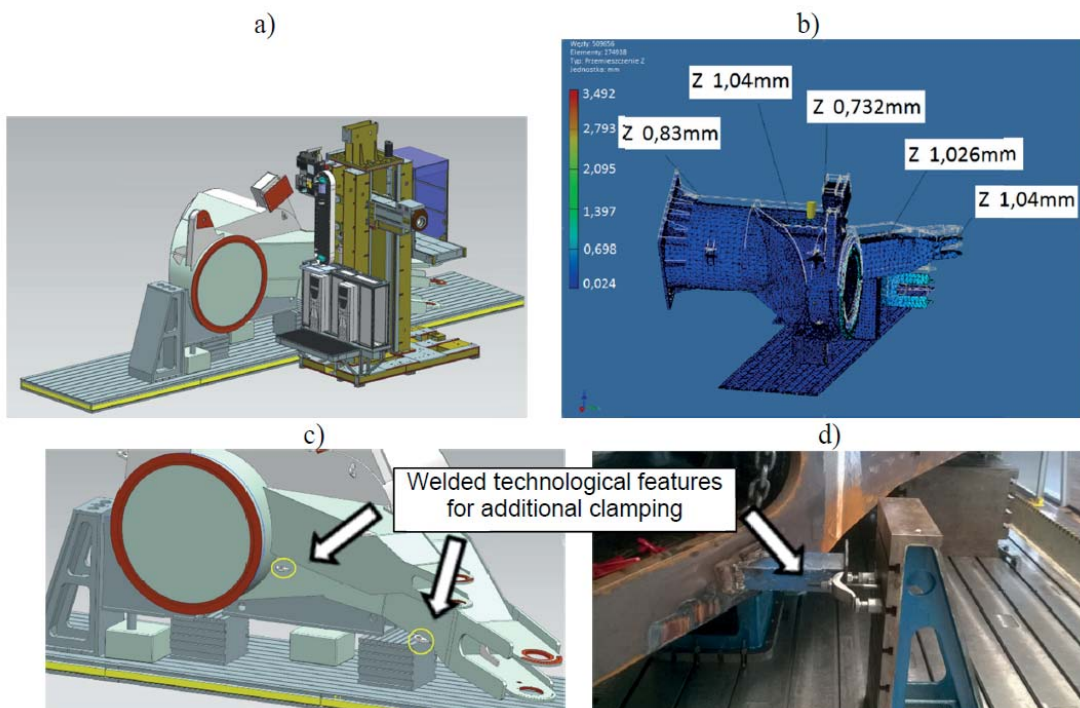 a)
b)
Węzły: 509056
Elementy: 274938
Typ: Przemieszczenie Z
Jednostka: mm
3,492
2,793
2,095
1,397
0,698
0,024
Z 1,04mm
Z 0,732mm
Z 0,83mm
Z 1,026mm
Z 1,04mm
c)
d)
Welded technological features
for additional clamping